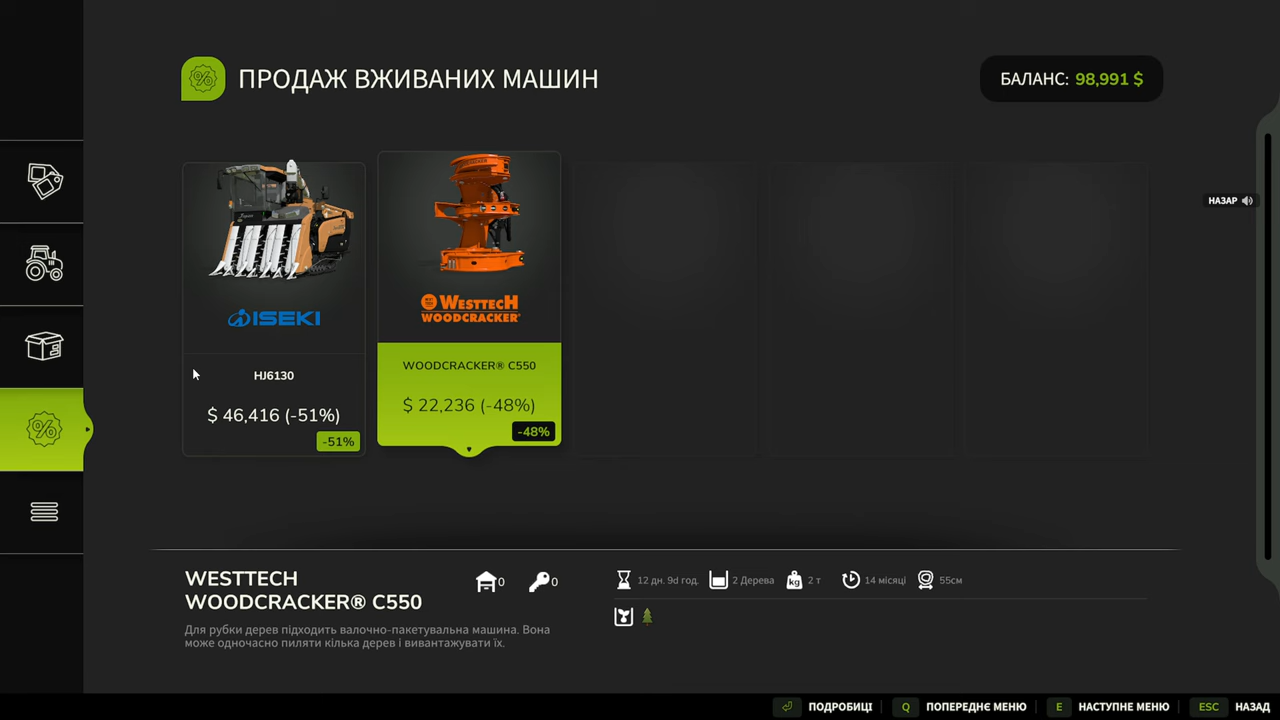 ПРОДАЖ ВЖИВАНИХ МАШИН
БАЛАНС: 98,991 $
НАЗАР
ISEKI
WESTTECH
WOODCRACKER®
HJ6130
$ 46,416 (-51%)
-51%
WOODCRACKER® C550
$ 22,236 (-48%)
-48%
WESTTECH
WOODCRACKER® C550
0
0
12 дн. 9d год.
2 Дерева
kg
2 т
14 місяці
55см
Для рубки дерев підходить валочно-пакетувальна машина. Вона
може одночасно пиляти кілька дерев і вивантажувати їх.
ПОДРОБИЦІ
Q ПОПЕРЕДНЄ МЕНЮ
E НАСТУПНЕ МЕНЮ
ESC НАЗАД